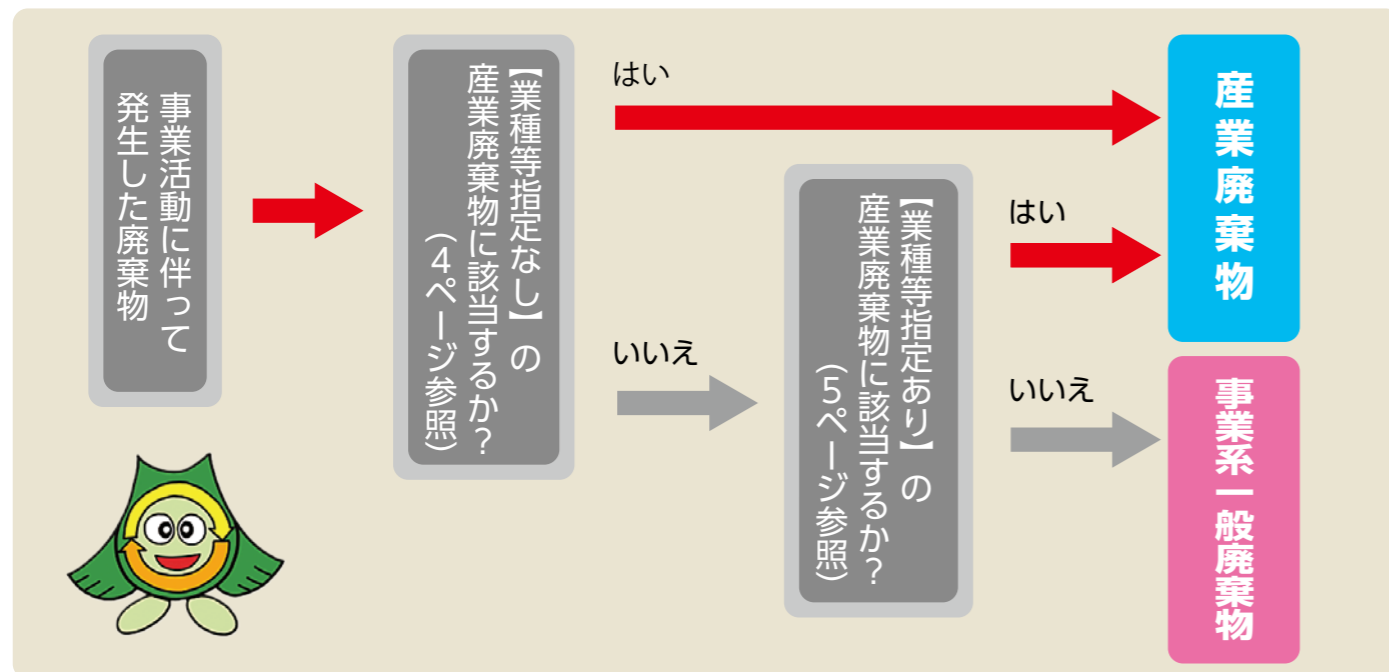 事業活動に伴って
発生した廃棄物
【業種等指定なし】の
産業廃棄物に該当するか？
（4ページ参照）
はい
いいえ
【業種等指定あり】の
産業廃棄物に該当するか？
（5ページ参照）
はい
いいえ
産業廃棄物
事業系一般廃棄物